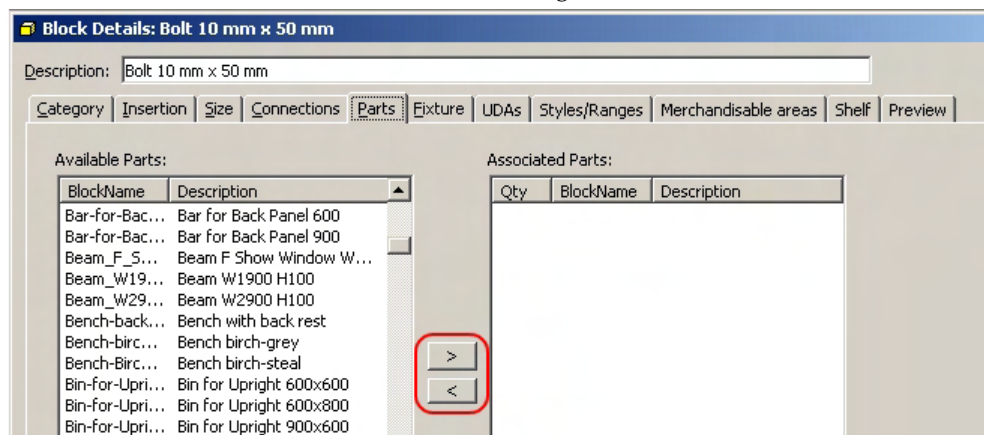 Block Details: Bolt 10 mm x 50 mm
Description: Bolt 10 mm x 50 mm
Category Insertion Size Connections Parts Fixture UDAs Styles/Ranges Merchandisable areas Shelf Preview
Available Parts: Associated Parts:
BlockName Description Qty BlockName Description
Bar-for-Bac... Bar for Back Panel 600
Bar-for-Bac... Bar for Back Panel 900
Beam_F_S... Beam F Show Window W...
Beam_W19... Beam W1900 H100
Beam_W29... Beam W2900 H100
Bench-back... Bench with back rest
Bench-birc... Bench birch-grey
Bench-Birc... Bench birch-steal
Bin-for-Upri... Bin for Upright 600x600
Bin-for-Upri... Bin for Upright 600x800
Bin-for-Upri... Bin for Upright 900x600
>
<